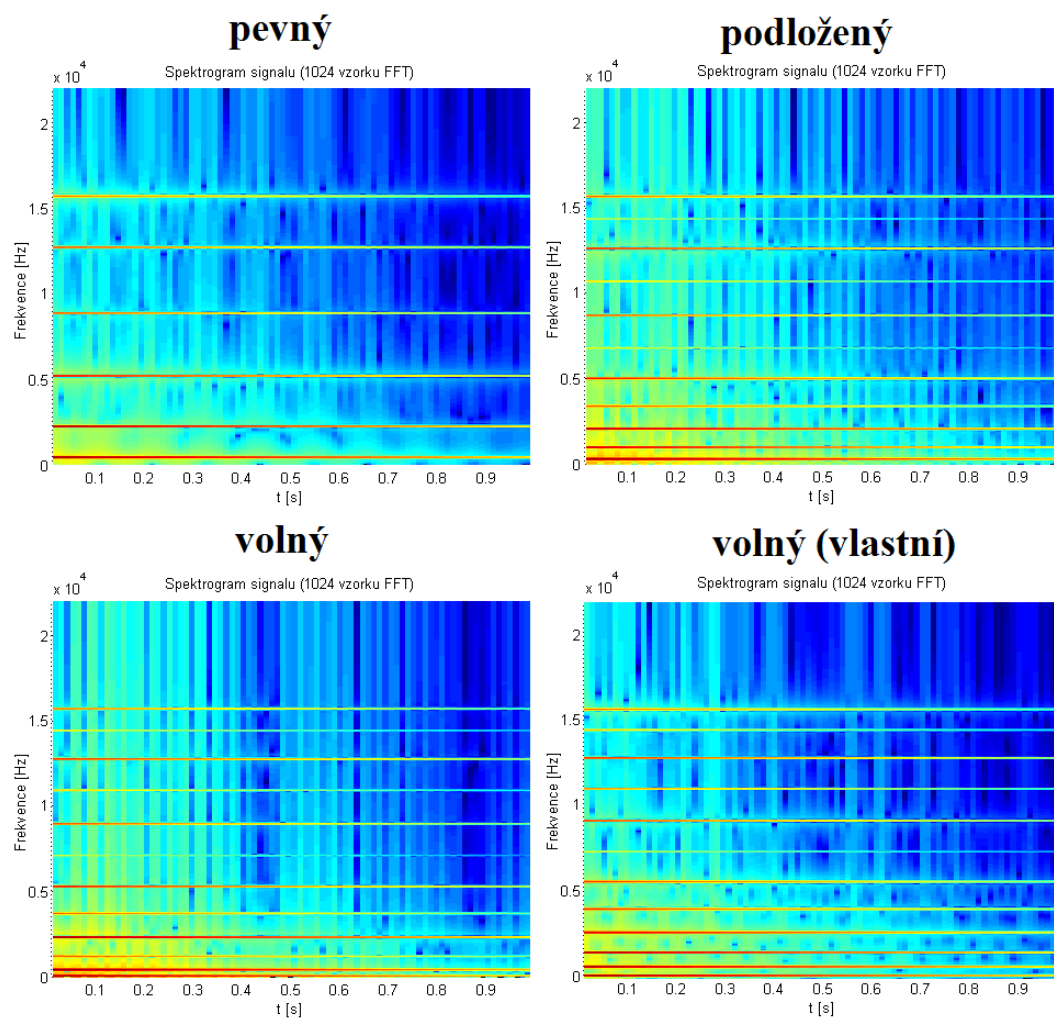 pevný
Spektrogram signalu (1024 vzorku FFT)
x 10^4
2
1.5
1
0.5
0
Frekvence [Hz]
0.1 0.2 0.3 0.4 0.5 0.6 0.7 0.8 0.9
t [s]
podložený
Spektrogram signalu (1024 vzorku FFT)
x 10^4
2
1.5
1
0.5
0
Frekvence [Hz]
0.1 0.2 0.3 0.4 0.5 0.6 0.7 0.8 0.9
t [s]
volný
Spektrogram signalu (1024 vzorku FFT)
x 10^4
2
1.5
1
0.5
0
Frekvence [Hz]
0.1 0.2 0.3 0.4 0.5 0.6 0.7 0.8 0.9
t [s]
volný (vlastní)
Spektrogram signalu (1024 vzorku FFT)
x 10^4
2
1.5
1
0.5
0
Frekvence [Hz]
0.1 0.2 0.3 0.4 0.5 0.6 0.7 0.8 0.9
t [s]